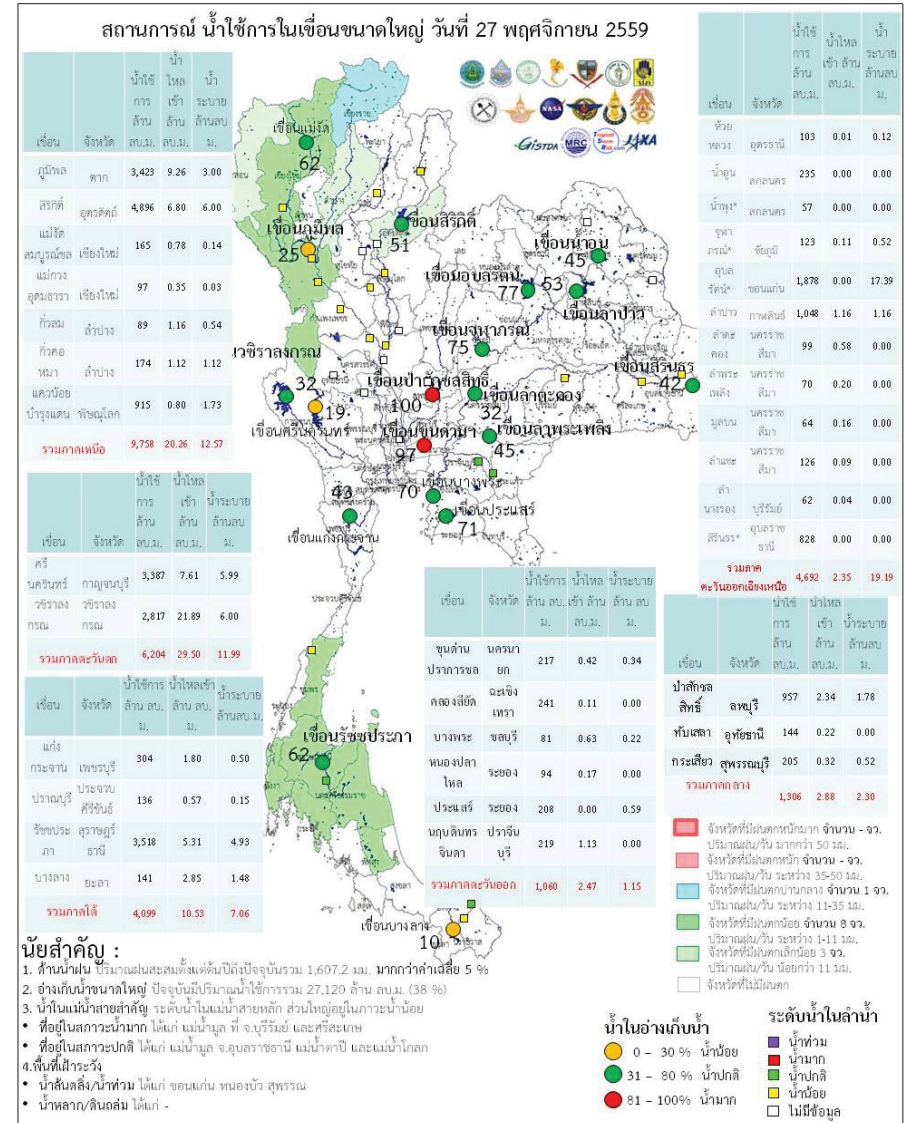 สถานการณ์ น้ำใช้การในเขื่อนขนาดใหญ่ วันที่ 27 พฤศจิกายน 2559
เขื่อน จังหวัด น้ำใช้การ ล้าน ลบ.ม. น้ำไหลเข้า ล้าน ลบ.ม. น้ำระบาย ล้านลบม.
ภูมิพล ตาก 3,423 9.26 3.00
สิริกิติ์ อุตรดิตถ์ 4,896 6.80 6.00
แม่งัดสมบูรณ์ชล เชียงใหม่ 165 0.78 0.14
แม่กวงอุดมธารา เชียงใหม่ 97 0.35 0.03
กิ่วลม ลำปาง 89 1.16 0.54
กิ่วคอหมา ลำปาง 174 1.12 1.12
แควน้อยบำรุงแดน พิษณุโลก 915 0.80 1.73
รวมภาคเหนือ 9,758 20.26 12.57
เขื่อน จังหวัด น้ำใช้การ ล้าน ลบ.ม. น้ำไหลเข้า ล้าน ลบ.ม. น้ำระบาย ล้านลบม.
ศรีนครินทร์ กาญจนบุรี 3,387 7.61 5.99
วชิราลงกรณ วชิราลงกรณ 2,817 21.89 6.00
รวมภาคตะวันตก 6,204 29.50 11.99
เขื่อน จังหวัด น้ำใช้การ ล้าน ลบ.ม. น้ำไหลเข้า ล้าน ลบ.ม. น้ำระบาย ล้านลบ ม.
แก่งกระจาน เพชรบุรี 304 1.80 0.50
ปราณบุรี ประจวบคีรีขันธ์ 136 0.57 0.15
รัชชประภา สุราษฎร์ธานี 3,518 5.31 4.93
บางลาง ยะลา 141 2.85 1.48
รวมภาคใต้ 4,099 10.53 7.06
เขื่อน จังหวัด น้ำใช้การ ล้าน ลบ.ม. น้ำไหลเข้า ล้าน ลบ.ม. น้ำระบาย ล้านลบม.
ห้วยหลวง อุดรธานี 103 0.01 0.12
น้ำอูน สกลนคร 235 0.00 0.00
น้ำพุง* สกลนคร 57 0.00 0.00
จุฬาภรณ์* ชัยภูมิ 123 0.11 0.52
อุบลรัตน์* ขอนแก่น 1,878 0.00 17.39
ลำปาว กาฬสินธุ์ 1,048 1.16 1.16
ลำตะคอง นครราชสีมา 99 0.58 0.00
ลำพระเพลิง นครราชสีมา 70 0.20 0.00
มูลบน นครราชสีมา 64 0.16 0.00
ลำแชะ นครราชสีมา 126 0.09 0.00
ลำนางรอง บุรีรัมย์ 62 0.04 0.00
สิรินธร* อุบลราชธานี 828 0.00 0.00
รวมภาคตะวันออกเฉียงเหนือ 4,692 2.35 19.19
เขื่อน จังหวัด น้ำใช้การ ล้าน ลบ.ม. น้ำไหลเข้า ล้าน ลบ.ม. น้ำระบาย ล้าน ลบ ม.
ขุนด่านปราการชล นครนายก 217 0.42 0.34
คลองสียัด ฉะเชิงเทรา 241 0.11 0.00
บางพระ ชลบุรี 81 0.63 0.22
หนองปลาไหล ระยอง 94 0.17 0.00
ประแสร์ ระยอง 208 0.00 0.59
นฤบดินทรจินดา ปราจีนบุรี 219 1.13 0.00
รวมภาคตะวันออก 1,060 2.47 1.15
เขื่อน จังหวัด น้ำใช้การ ล้าน ลบ.ม. น้ำไหลเข้า ล้าน ลบ.ม. น้ำระบาย ล้านลบ ม.
ป่าสักชลสิทธิ์ ลพบุรี 957 2.34 1.78
ทับเสลา อุทัยธานี 144 0.22 0.00
กระเสียว สุพรรณบุรี 205 0.32 0.52
รวมภาคกลาง 1,306 2.88 2.30
GISTDA MRC Tropical Storm Risk.com JAXA
NASA
เขื่อนแม่งัด 62
เขื่อนภูมิพล 25
เขื่อนสิริกิติ์ 51
เขื่อนน้ำอูน 45
เขื่อนอุบลรัตน์ 77
53 เขื่อนลำปาว
เขื่อนจุฬาภรณ์ 75
เขื่อนสิรินธร 42
วชิราลงกรณ 32
19 เขื่อนศรีนครินทร์
เขื่อนป่าสักชลสิทธิ์ 100
เขื่อนลำตะคอง 32
เขื่อนขุนด่านฯ 97
เขื่อนลำพระเพลิง 45
เขื่อนบางพระ 70
เขื่อนประแสร์ 71
43 เขื่อนแก่งกระจาน
เขื่อนรัชชประภา 62
เขื่อนบางลาง 10
จังหวัดที่มีฝนตกหนักมาก จำนวน - จว.
ปริมาณฝน/วัน มากกว่า 50 มม.
จังหวัดที่มีฝนตกหนัก จำนวน - จว.
ปริมาณฝน/วัน ระหว่าง 35-50 มม.
จังหวัดที่มีฝนตกปานกลาง จำนวน 1 จว.
ปริมาณฝน/วัน ระหว่าง 11-35 มม.
จังหวัดที่มีฝนตกน้อย จำนวน 8 จว.
ปริมาณฝน/วัน ระหว่าง 1-11 มม.
จังหวัดที่มีฝนตกเล็กน้อย 3 จว.
ปริมาณฝน/วัน น้อยกว่า 11 มม.
จังหวัดที่ไม่มีฝนตก
นัยสำคัญ :
1. ด้านน้ำฝน ปริมาณฝนสะสมตั้งแต่ต้นปีถึงปัจจุบันรวม 1,607.2 มม. มากกว่าค่าเฉลี่ย 5 %
2. อ่างเก็บน้ำขนาดใหญ่ ปัจจุบันมีปริมาณน้ำใช้การรวม 27,120 ล้าน ลบ.ม. (38 %)
3. น้ำในแม่น้ำสายสำคัญ ระดับน้ำในแม่น้ำสายหลัก ส่วนใหญ่อยู่ในภาวะน้ำน้อย
• ที่อยู่ในสภาวะน้ำมาก ได้แก่ แม่น้ำมูล ที่ จ.บุรีรัมย์ และศรีสะเกษ
• ที่อยู่ในสภาวะปกติ ได้แก่ แม่น้ำมูล จ.อุบลราชธานี แม่น้ำตาปี และแม่น้ำโกลก
4.พื้นที่เฝ้าระวัง
• น้ำล้นตลิ่ง/น้ำท่วม ได้แก่ ขอนแก่น หนองบัว สุพรรณ
• น้ำหลาก/ดินถล่ม ได้แก่ -
น้ำในอ่างเก็บน้ำ
0 – 30 % น้ำน้อย
31 – 80 % น้ำปกติ
81 – 100% น้ำมาก
ระดับน้ำในลำน้ำ
น้ำท่วม
น้ำมาก
น้ำปกติ
น้ำน้อย
ไม่มีข้อมูล